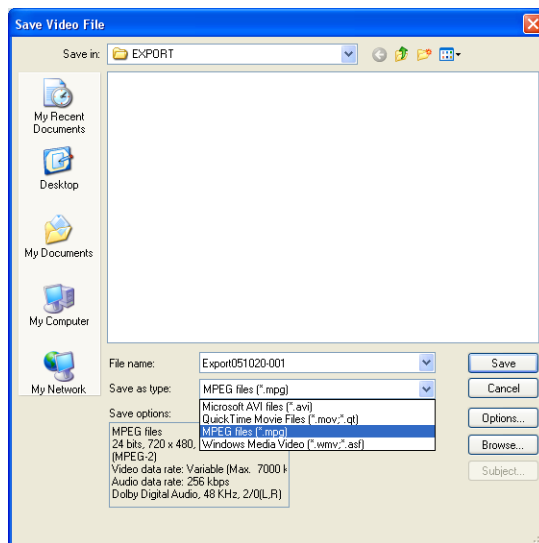 Save Video File
Save in:
EXPORT
My Recent
Documents
Desktop
My Documents
My Computer
My Network
File name:
Export051020-001
Save
Save as type:
MPEG files (*.mpg)
Cancel
Microsoft AVI files (*.avi)
QuickTime Movie Files (*.mov;*.qt)
MPEG files (*.mpg)
Windows Media Video (*.wmv;*.asf)
Options...
Browse...
Subject...
Save options:
MPEG files
24 bits, 720 x 480,
(MPEG-2)
Video data rate: Variable (Max. 7000 k
Audio data rate: 256 kbps
Dolby Digital Audio, 48 KHz, 2/0(L,R)